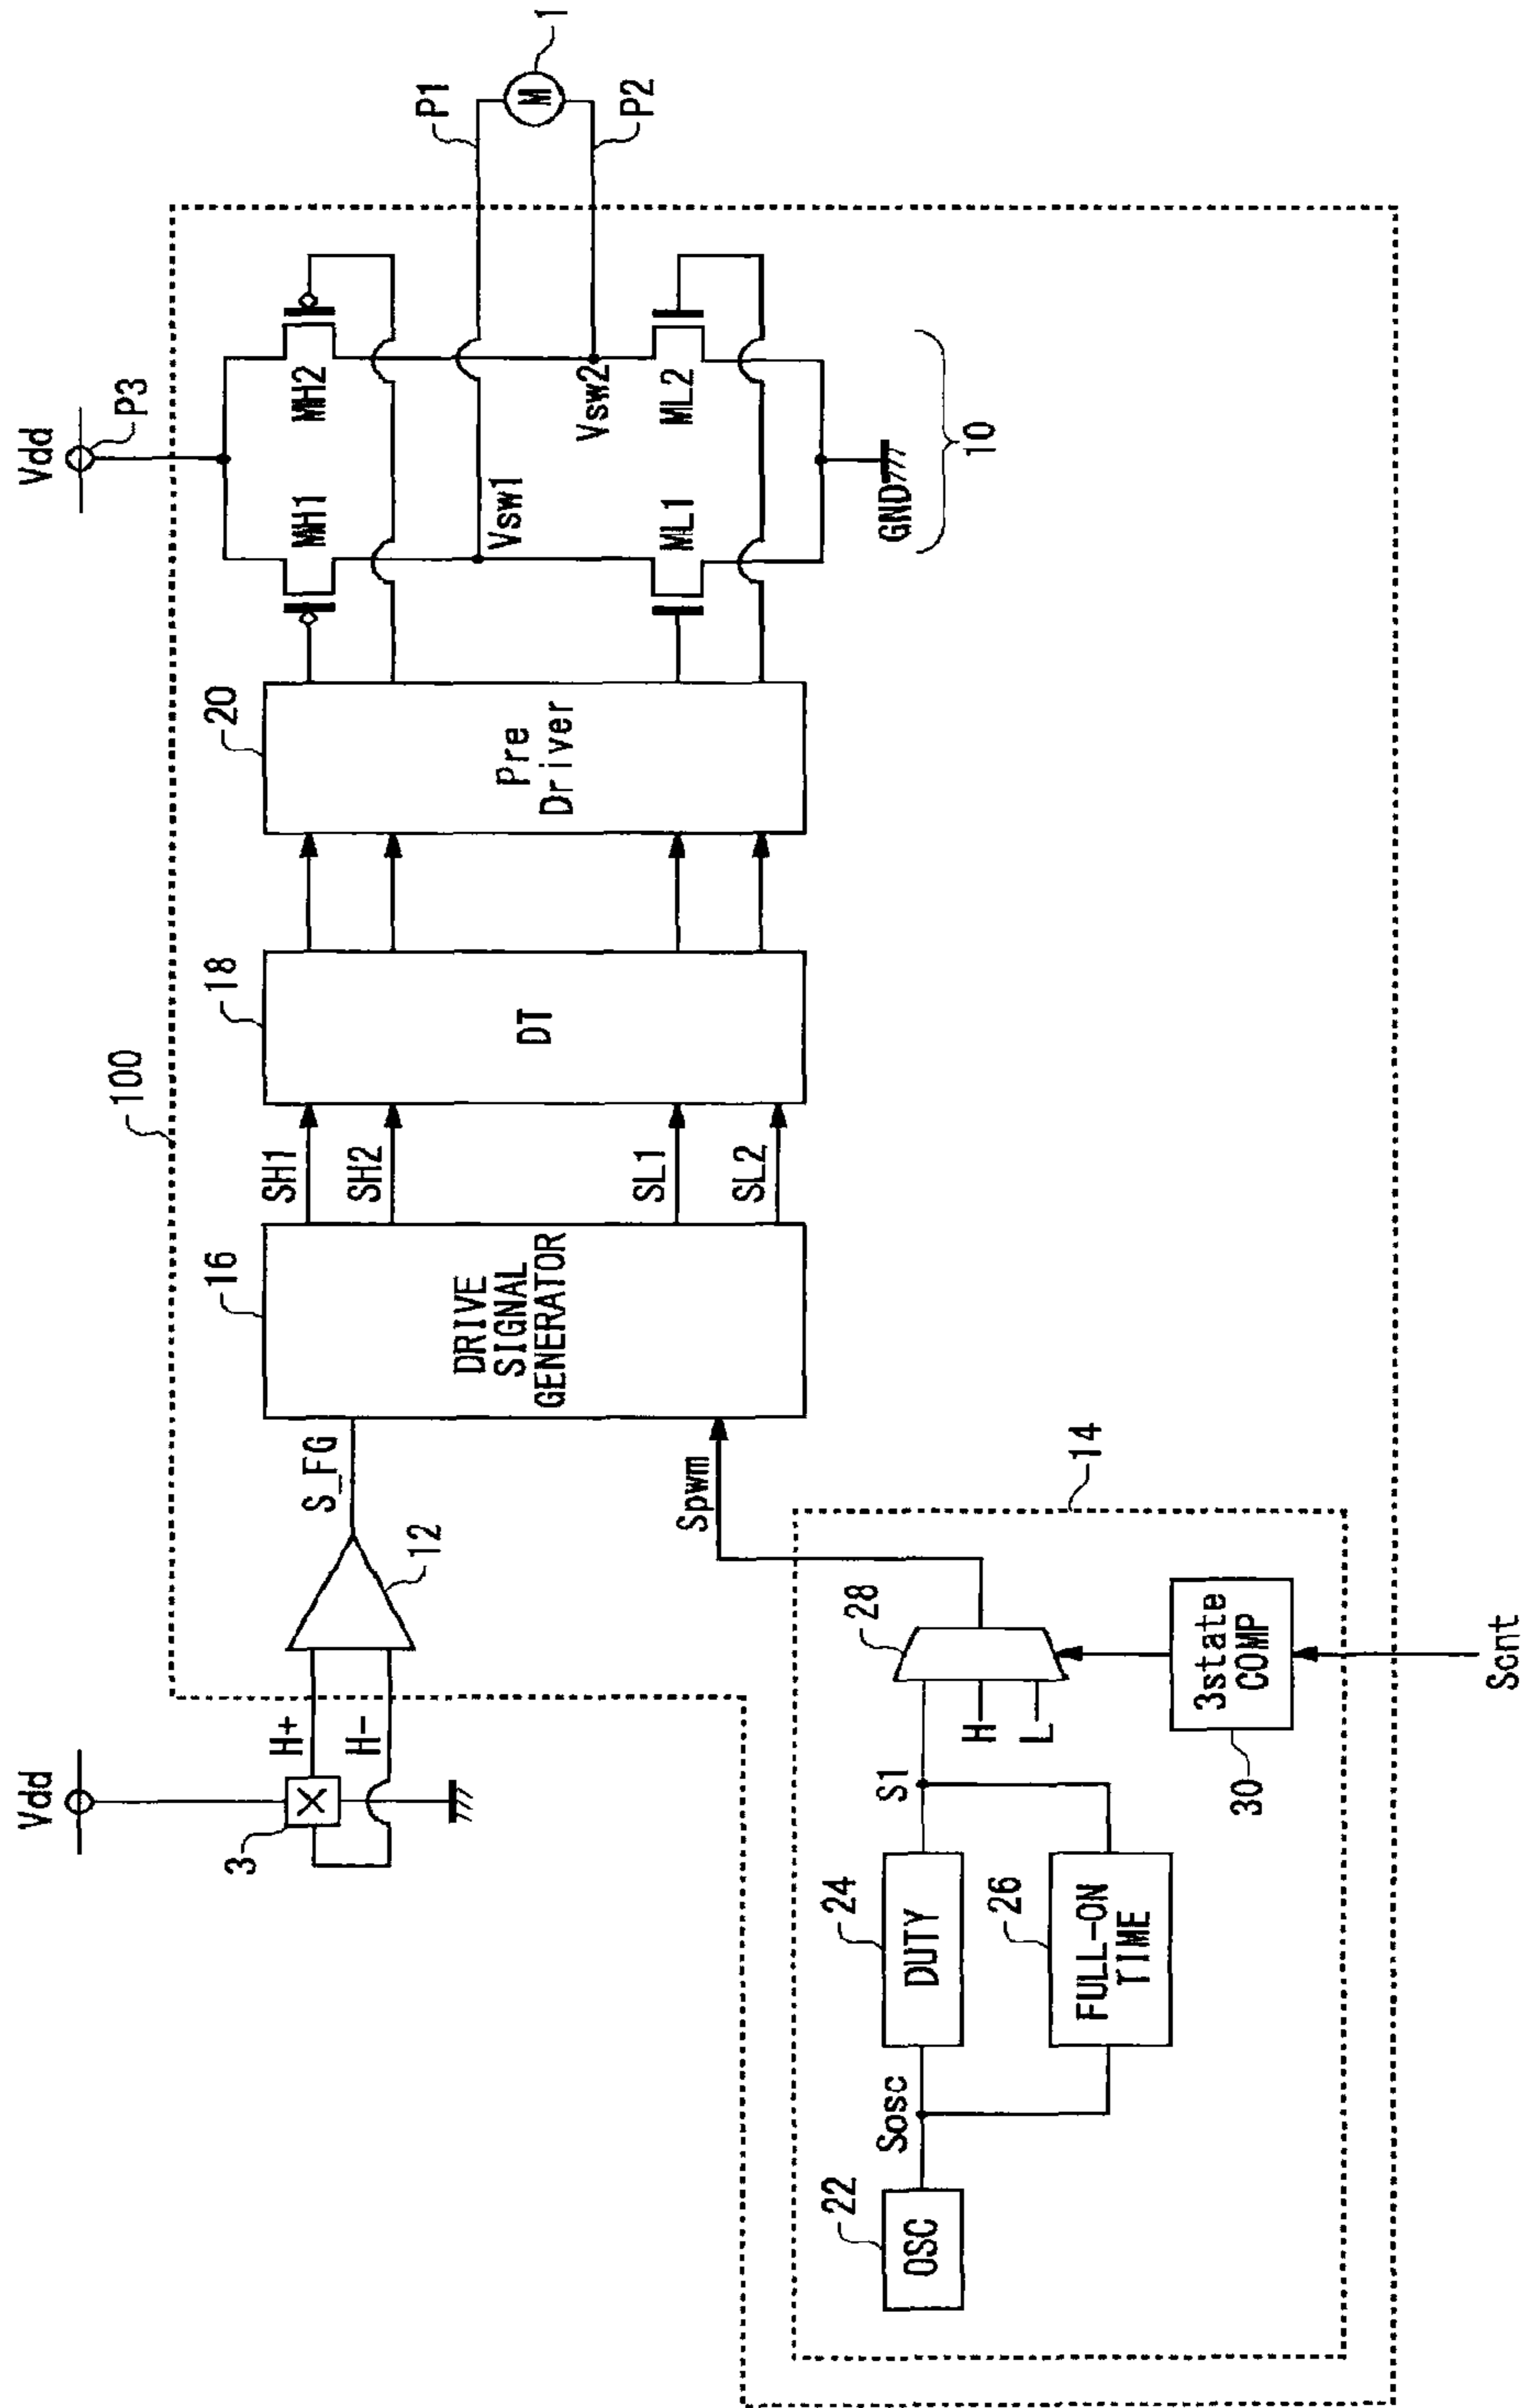 100
Vdd
P3
Vdd
3
H+
H-
12
S_FG
16
DRIVE
SIGNAL
GENERATOR
SH1
SH2
SL1
SL2
18
DT
20
Pre
Driver
MH1
MH2
Vsw1
Vsw2
ML1
ML2
GND
10
P1
P2
M
1
Spwm
14
22
OSC
Sosc
24
DUTY
26
FULL-ON
TIME
S1
H
L
28
30
3state
COMP
Scnt